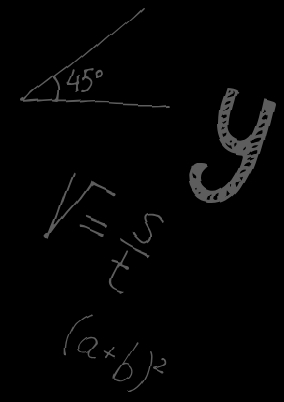 45°
y
V = s/t
(a+b)²